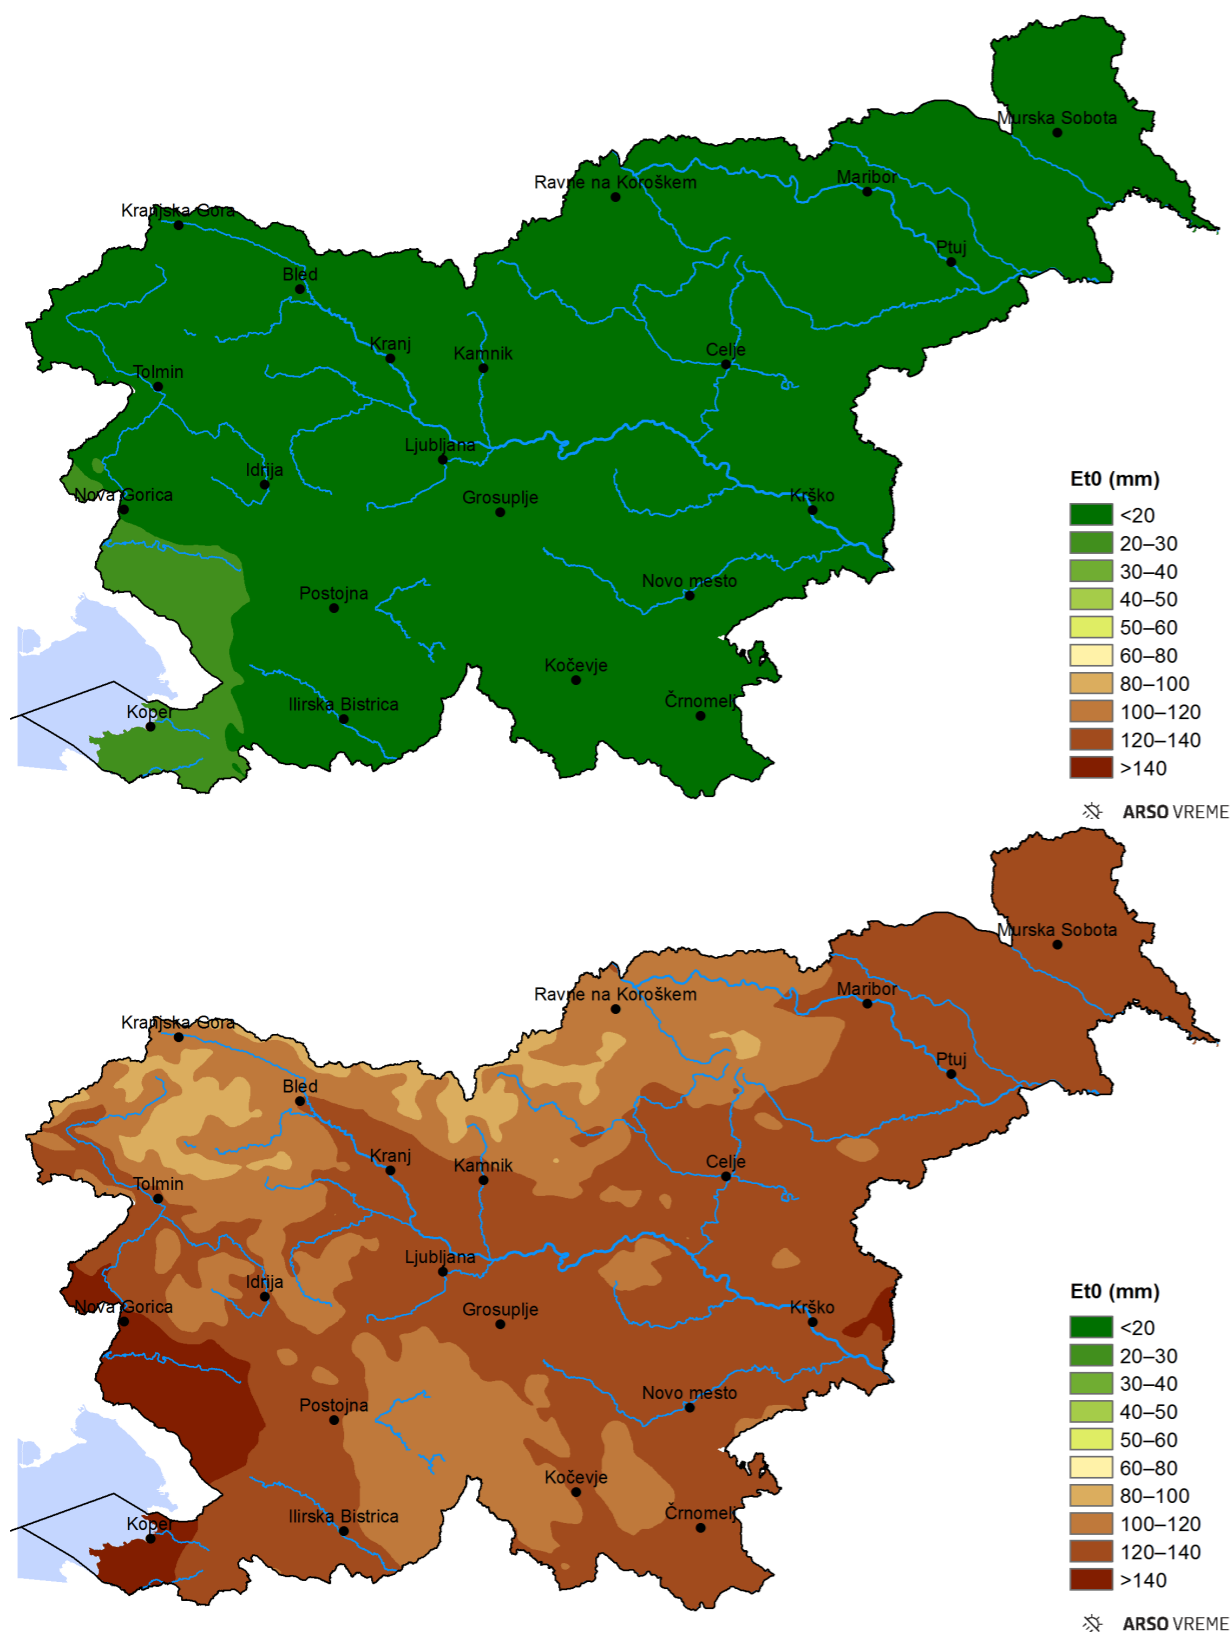 Murska Sobota
Ravne na Koroškem
Maribor
Kranjska Gora
Ptuj
Bled
Kranj
Kamnik
Celje
Tolmin
Ljubljana
Idrija
Nova Gorica
Grosuplje
Krško
Novo mesto
Postojna
Kočevje
Črnomelj
Ilirska Bistrica
Koper
Et0 (mm)
<20
20–30
30–40
40–50
50–60
60–80
80–100
100–120
120–140
>140
ARSO VREME
Murska Sobota
Ravne na Koroškem
Maribor
Kranjska Gora
Ptuj
Bled
Kranj
Kamnik
Celje
Tolmin
Ljubljana
Idrija
Nova Gorica
Grosuplje
Krško
Novo mesto
Postojna
Kočevje
Črnomelj
Ilirska Bistrica
Koper
Et0 (mm)
<20
20–30
30–40
40–50
50–60
60–80
80–100
100–120
120–140
>140
ARSO VREME